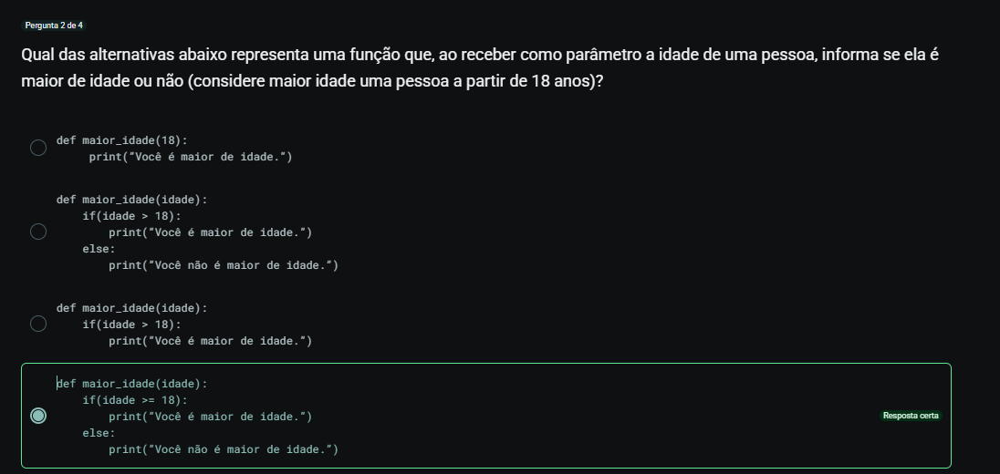 Pergunta 2 de 4
Qual das alternativas abaixo representa uma função que, ao receber como parâmetro a idade de uma pessoa, informa se ela é
maior de idade ou não (considere maior idade uma pessoa a partir de 18 anos)?
def maior_idade(18):
     print("Você é maior de idade.")
def maior_idade(idade):
    if(idade > 18):
        print("Você é maior de idade.")
    else:
        print("Você não é maior de idade.")
def maior_idade(idade):
    if(idade > 18):
        print("Você é maior de idade.")
def maior_idade(idade):
    if(idade >= 18):
        print("Você é maior de idade.")
Resposta certa
    else:
        print("Você não é maior de idade.")